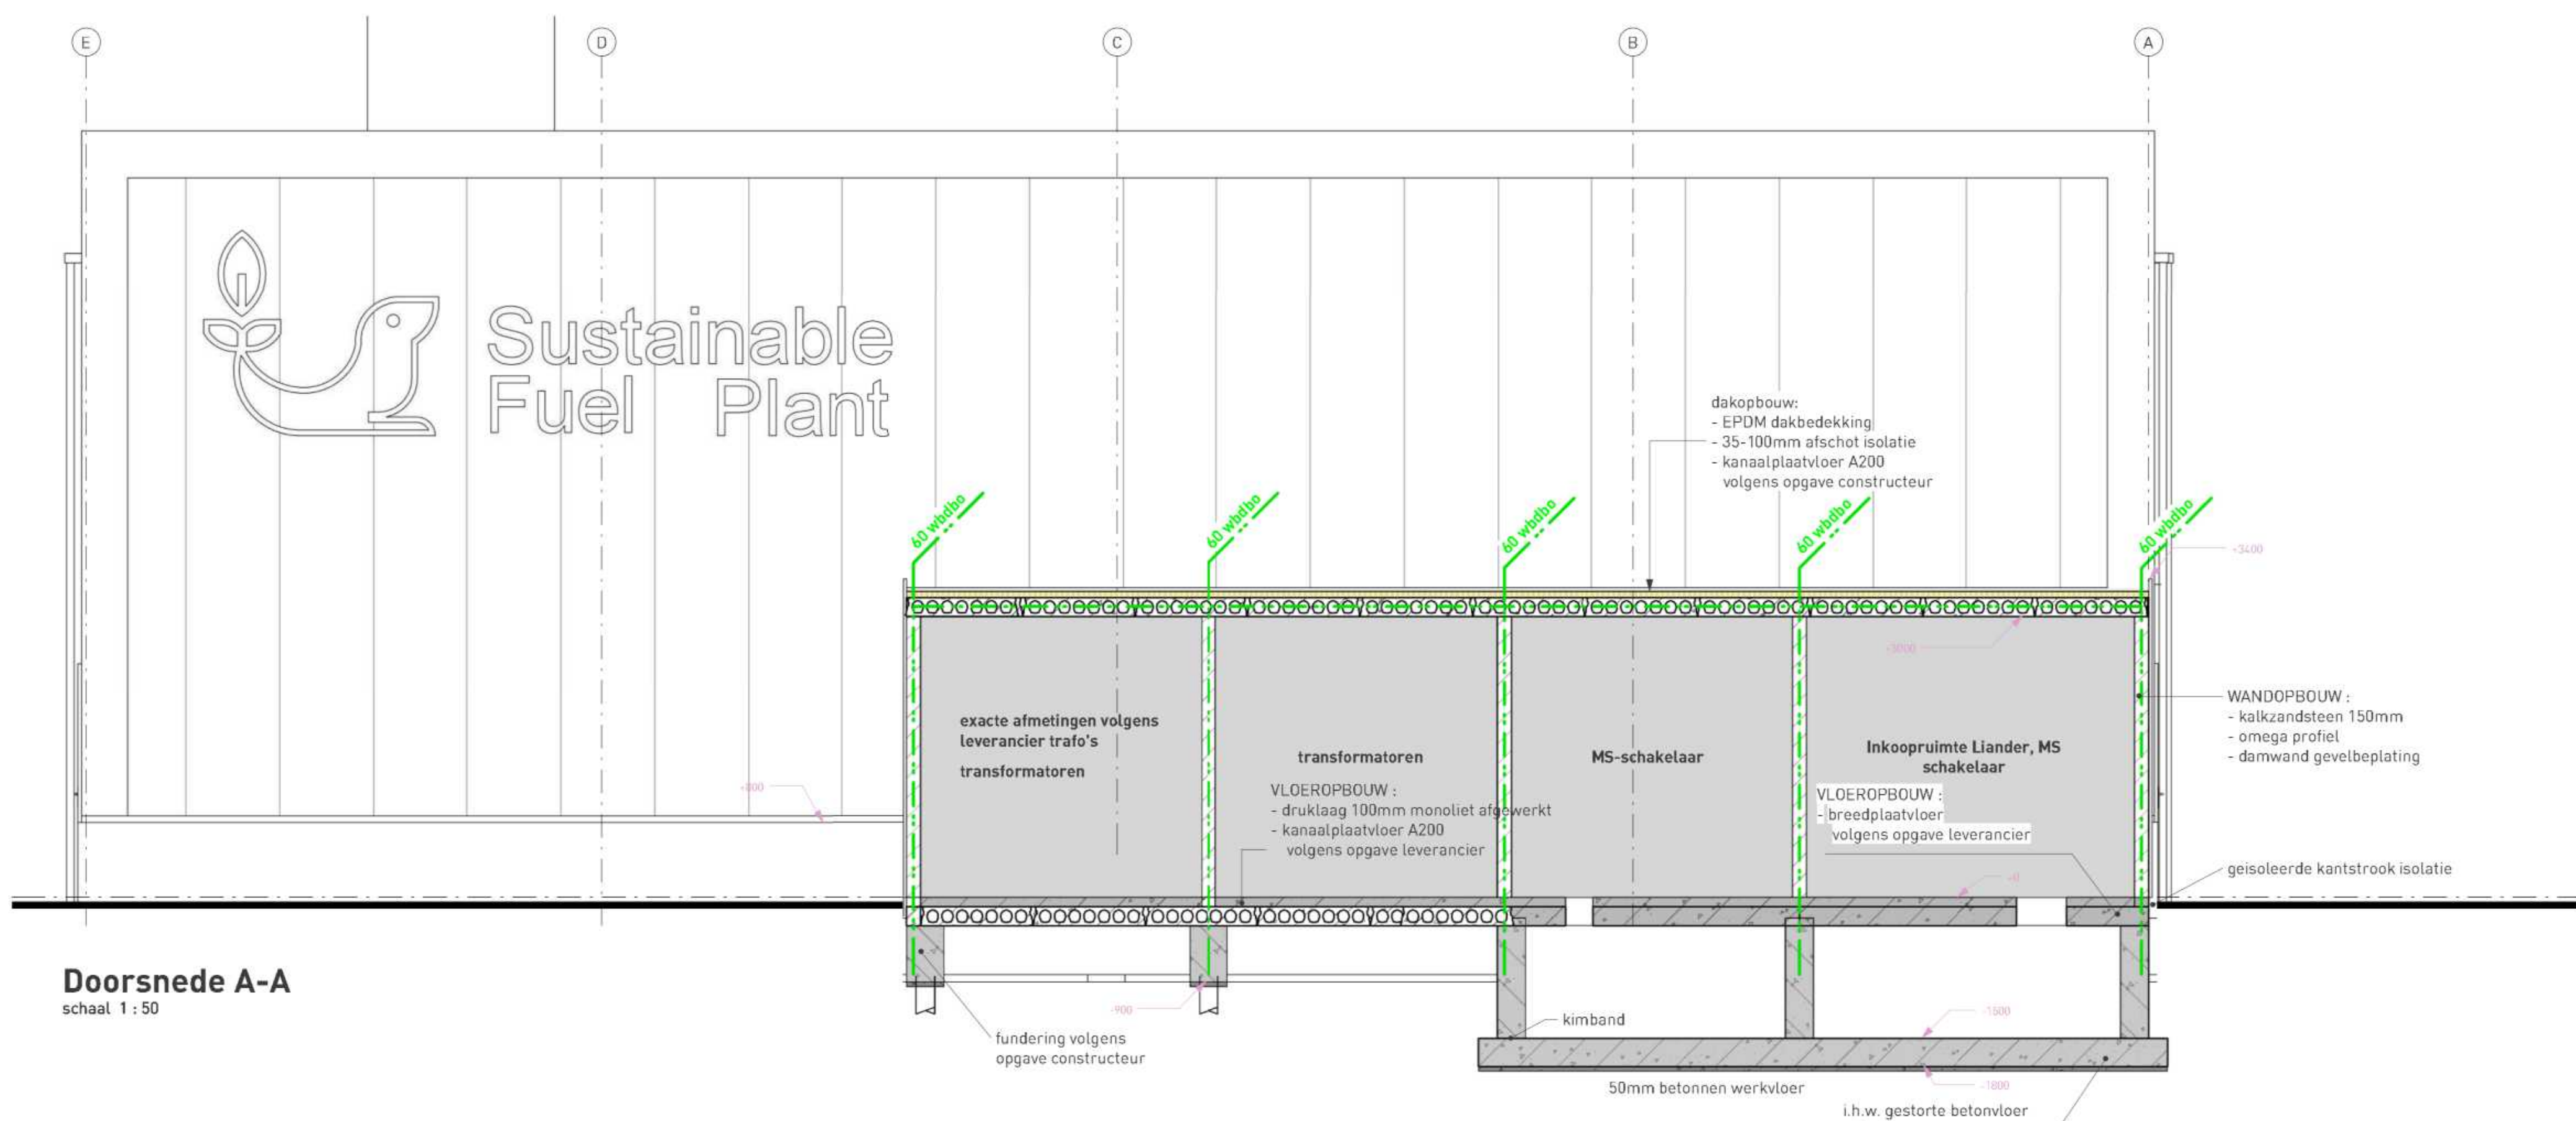 E
D
C
B
A
Sustainable
Fuel Plant
dakopbouw:
- EPDM dakbedekking
- 35-100mm afschot isolatie
- kanaalplaatvloer A200
volgens opgave constructeur
60 wbdbo
60 wbdbo
60 wbdbo
60 wbdbo
60 wbdbo
+3400
+3000
exacte afmetingen volgens
leverancier trafo's
transformatoren
transformatoren
VLOEROPBOUW :
- druklaag 100mm monoliet afgewerkt
- kanaalplaatvloer A200
volgens opgave leverancier
MS-schakelaar
Inkoopruimte Liander, MS
schakelaar
VLOEROPBOUW :
- breedplaatvloer
volgens opgave leverancier
WANDOPBOUW :
- kalkzandsteen 150mm
- omega profiel
- damwand gevelbeplating
geisoleerde kantstrook isolatie
Doorsnede A-A
schaal 1 : 50
-900
fundering volgens
opgave constructeur
kimband
-1500
-1800
50mm betonnen werkvloer
i.h.w. gestorte betonvloer